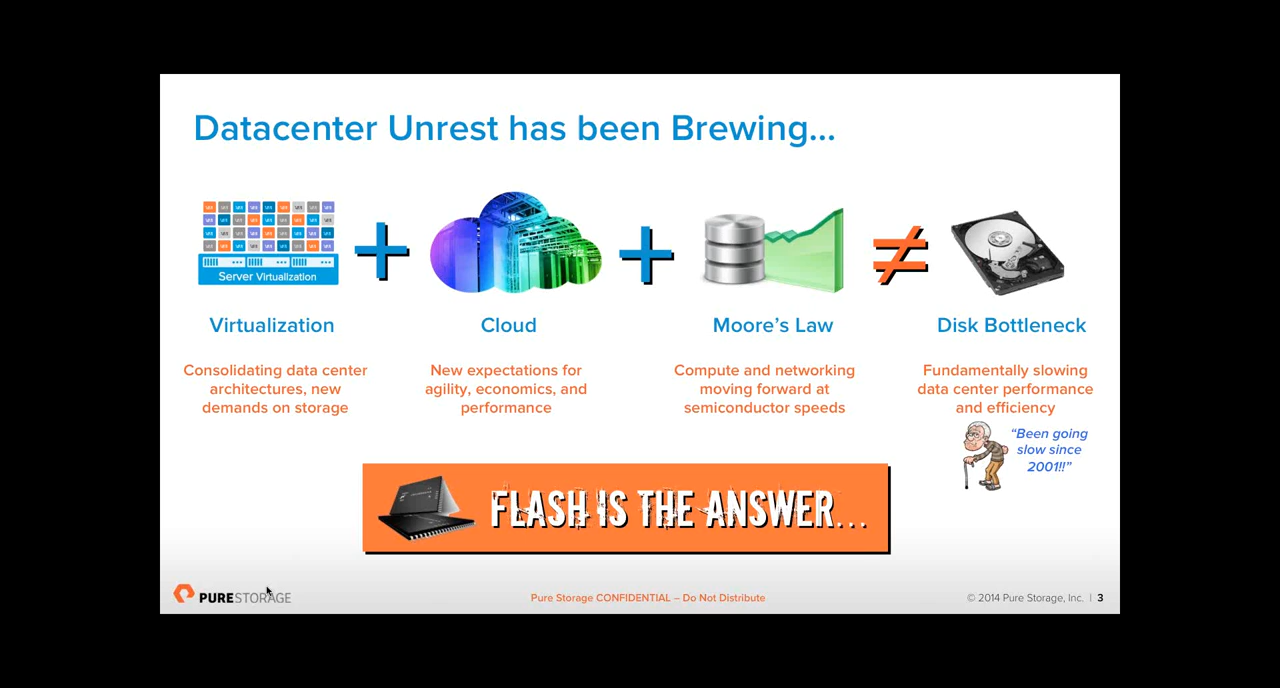 Datacenter Unrest has been Brewing...
Server Virtualization
Virtualization
Cloud
Moore's Law
Disk Bottleneck
Consolidating data center
architectures, new
demands on storage
New expectations for
agility, economics, and
performance
Compute and networking
moving forward at
semiconductor speeds
Fundamentally slowing
data center performance
and efficiency
“Been going
slow since
2001!!”
FLASH IS THE ANSWER...
PURESTORAGE
Pure Storage CONFIDENTIAL – Do Not Distribute
© 2014 Pure Storage, Inc. | 3